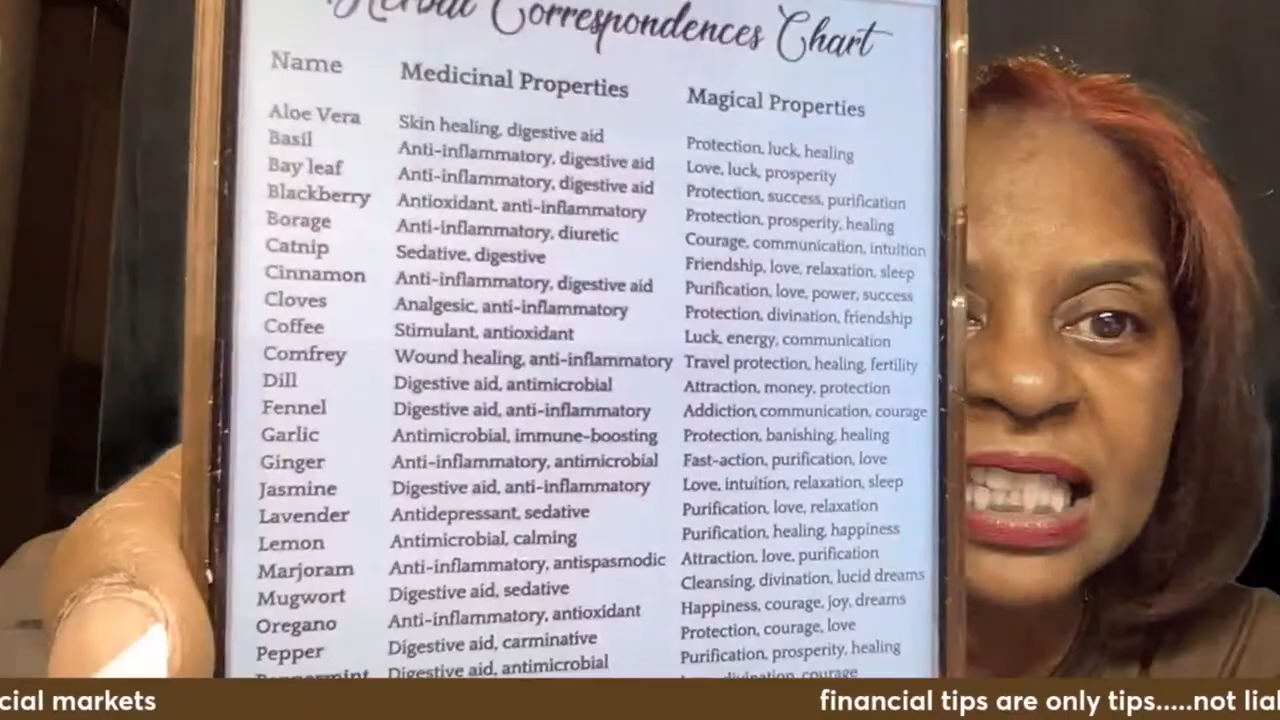 Herbal Correspondences Chart
Name Medicinal Properties Magical Properties
Aloe Vera Skin healing, digestive aid Protection, luck, healing
Basil Anti-inflammatory, digestive aid Love, luck, prosperity
Bay leaf Anti-inflammatory, digestive aid Protection, success, purification
Blackberry Antioxidant, anti-inflammatory Protection, prosperity, healing
Borage Anti-inflammatory, diuretic Courage, communication, intuition
Catnip Sedative, digestive Friendship, love, relaxation, sleep
Cinnamon Anti-inflammatory, digestive aid Purification, love, power, success
Cloves Analgesic, anti-inflammatory Protection, divination, friendship
Coffee Stimulant, antioxidant Luck, energy, communication
Comfrey Wound healing, anti-inflammatory Travel protection, healing, fertility
Dill Digestive aid, antimicrobial Attraction, money, protection
Fennel Digestive aid, anti-inflammatory Addiction, communication, courage
Garlic Antimicrobial, immune-boosting Protection, banishing, healing
Ginger Anti-inflammatory, antimicrobial Fast-action, purification, love
Jasmine Digestive aid, anti-inflammatory Love, intuition, relaxation, sleep
Lavender Antidepressant, sedative Purification, love, relaxation
Lemon Antimicrobial, calming Purification, healing, happiness
Marjoram Anti-inflammatory, antispasmodic Attraction, love, purification
Mugwort Digestive aid, sedative Cleansing, divination, lucid dreams
Oregano Anti-inflammatory, antioxidant Happiness, courage, joy, dreams
Pepper Digestive aid, carminative Protection, courage, love
Peppermint Digestive aid, antimicrobial Purification, prosperity, healing
divination, courage
cial markets financial tips are only tips.....not lial